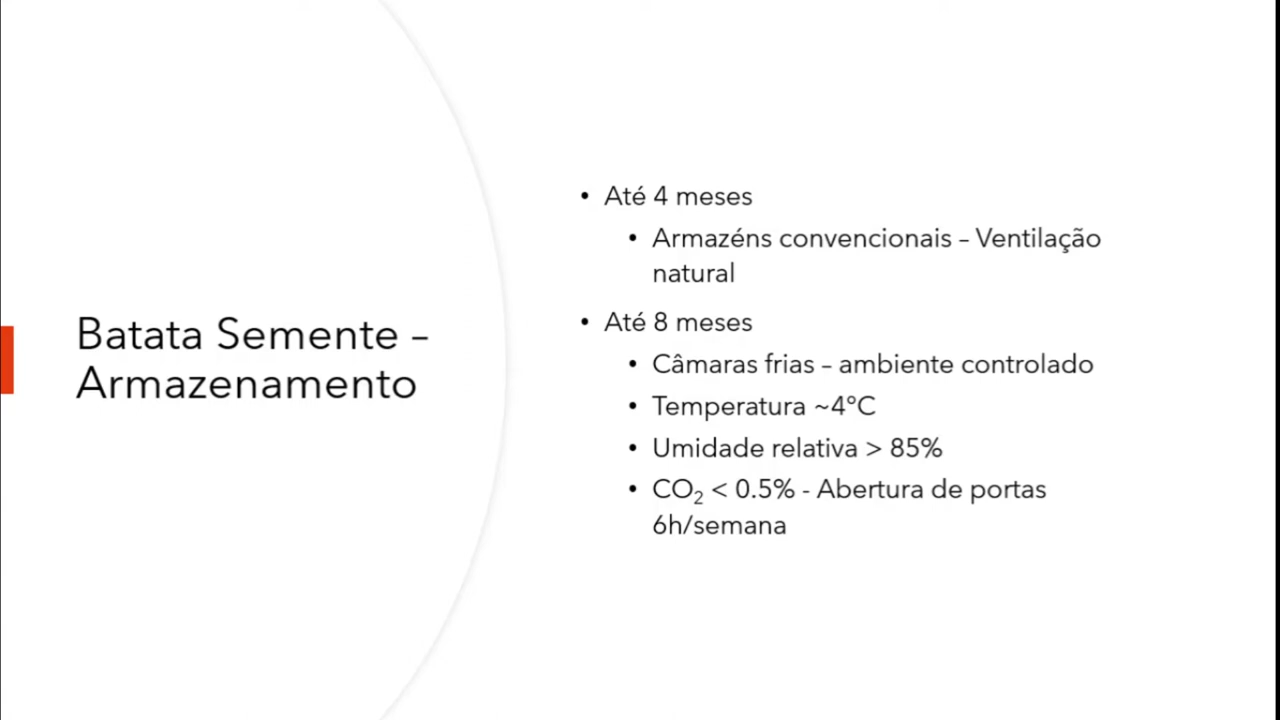 Batata Semente –
Armazenamento
• Até 4 meses
• Armazéns convencionais – Ventilação
natural
• Até 8 meses
• Câmaras frias – ambiente controlado
• Temperatura ~4°C
• Umidade relativa > 85%
• CO₂ < 0.5% - Abertura de portas
6h/semana